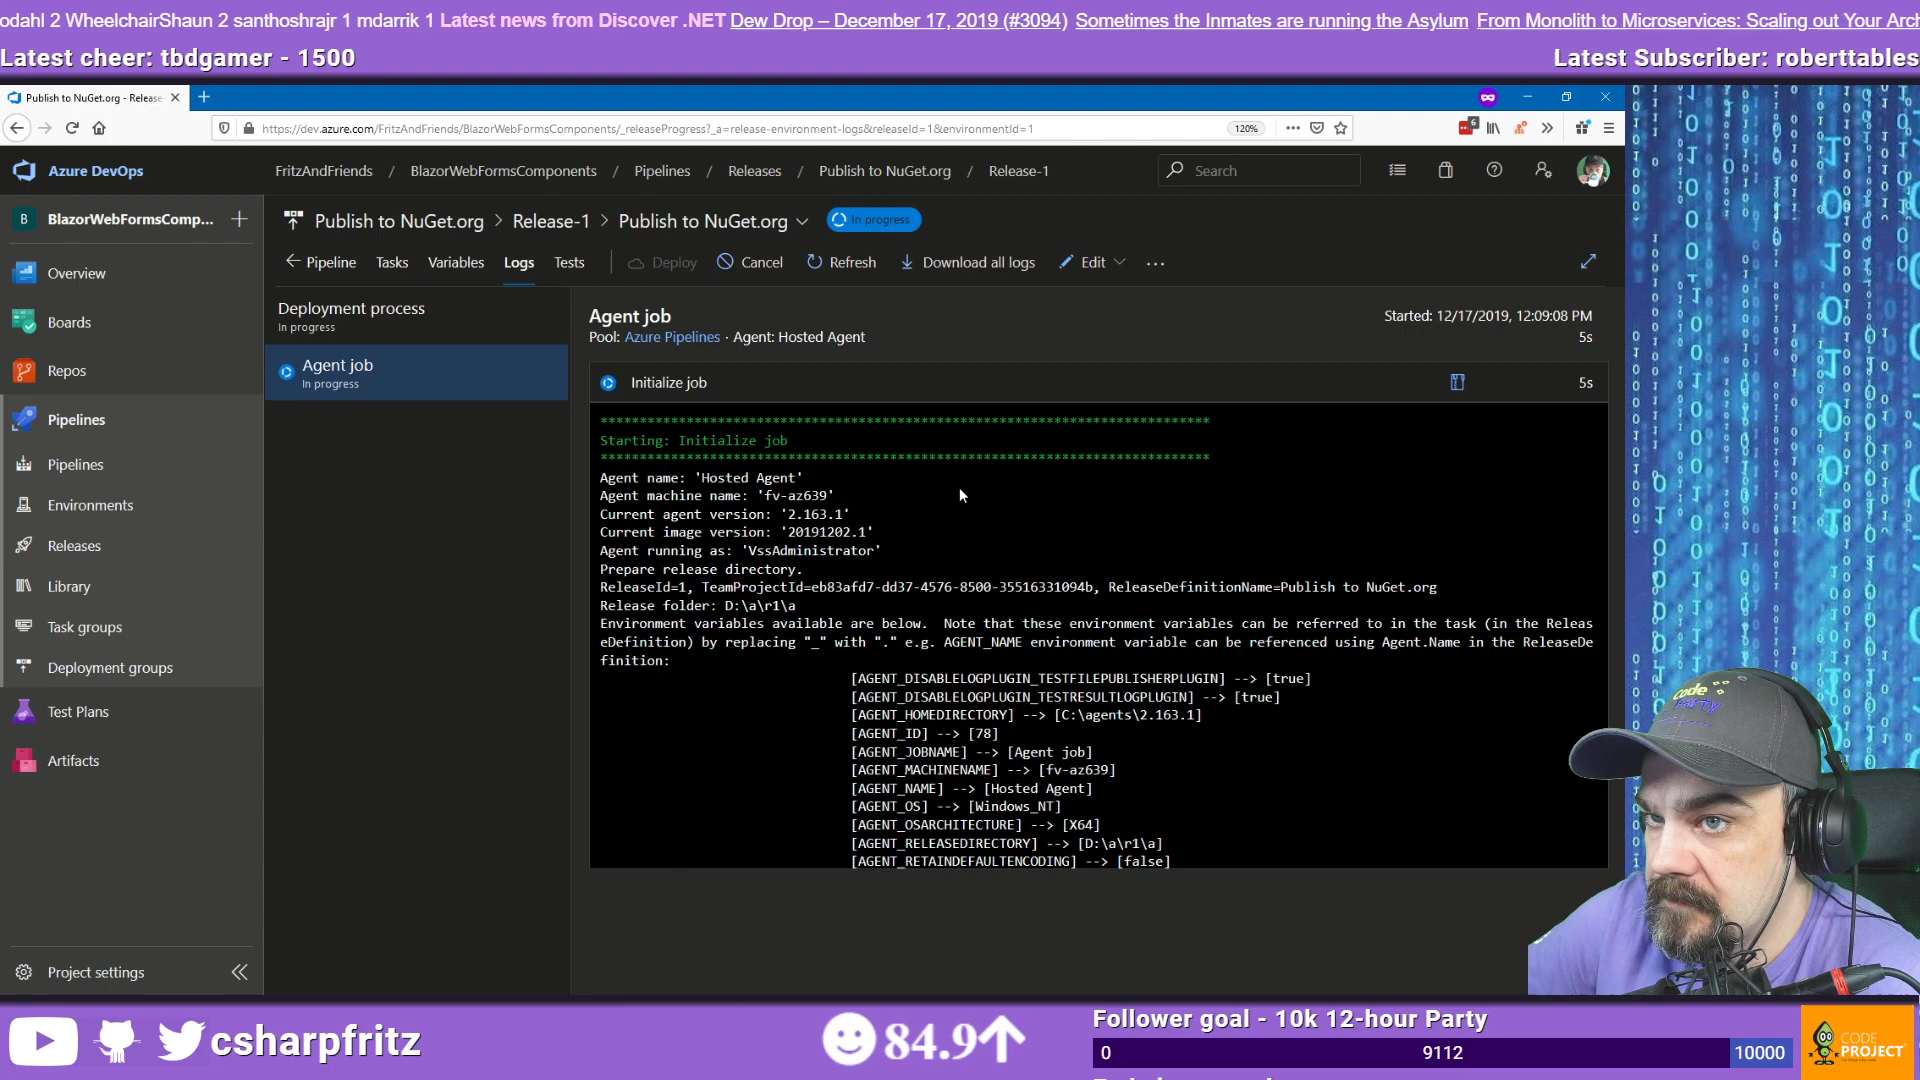 odahl 2 WheelchairShaun 2 santhoshrajr 1 mdarrik 1 Latest news from Discover .NET Dew Drop – December 17, 2019 (#3094) Sometimes the Inmates are running the Asylum From Monolith to Microservices: Scaling out Your Arch
Latest cheer: tbdgamer - 1500
Latest Subscriber: roberttables
Publish to NuGet.org - Release
https://dev.azure.com/FritzAndFriends/BlazorWebFormsComponents/_releaseProgress?_a=release-environment-logs&releaseId=1&environmentId=1
120%
6
Azure DevOps
FritzAndFriends / BlazorWebFormsComponents / Pipelines / Releases / Publish to NuGet.org / Release-1
Search
B BlazorWebFormsComp...
Overview
Boards
Repos
Pipelines
Pipelines
Environments
Releases
Library
Task groups
Deployment groups
Test Plans
Artifacts
Project settings
Publish to NuGet.org > Release-1 > Publish to NuGet.org
In progress
Pipeline Tasks Variables Logs Tests Deploy Cancel Refresh Download all logs Edit
Deployment process
In progress
Agent job
In progress
Agent job
Pool: Azure Pipelines · Agent: Hosted Agent
Started: 12/17/2019, 12:09:08 PM
5s
Initialize job
5s
******************************************************************************
Starting: Initialize job
******************************************************************************
Agent name: 'Hosted Agent'
Agent machine name: 'fv-az639'
Current agent version: '2.163.1'
Current image version: '20191202.1'
Agent running as: 'VssAdministrator'
Prepare release directory.
ReleaseId=1, TeamProjectId=eb83afd7-dd37-4576-8500-35516331094b, ReleaseDefinitionName=Publish to NuGet.org
Release folder: D:\a\r1\a
Environment variables available are below.  Note that these environment variables can be referred to in the task (in the Releas
eDefinition) by replacing "_" with "." e.g. AGENT_NAME environment variable can be referenced using Agent.Name in the ReleaseDe
finition:
[AGENT_DISABLELOGPLUGIN_TESTFILEPUBLISHERPLUGIN] --> [true]
[AGENT_DISABLELOGPLUGIN_TESTRESULTLOGPLUGIN] --> [true]
[AGENT_HOMEDIRECTORY] --> [C:\agents\2.163.1]
[AGENT_ID] --> [78]
[AGENT_JOBNAME] --> [Agent job]
[AGENT_MACHINENAME] --> [fv-az639]
[AGENT_NAME] --> [Hosted Agent]
[AGENT_OS] --> [Windows_NT]
[AGENT_OSARCHITECTURE] --> [X64]
[AGENT_RELEASEDIRECTORY] --> [D:\a\r1\a]
[AGENT_RETAINDEFAULTENCODING] --> [false]
code
party
csharpfritz
84.9
Follower goal - 10k 12-hour Party
0 9112 10000
CODE
PROJECT